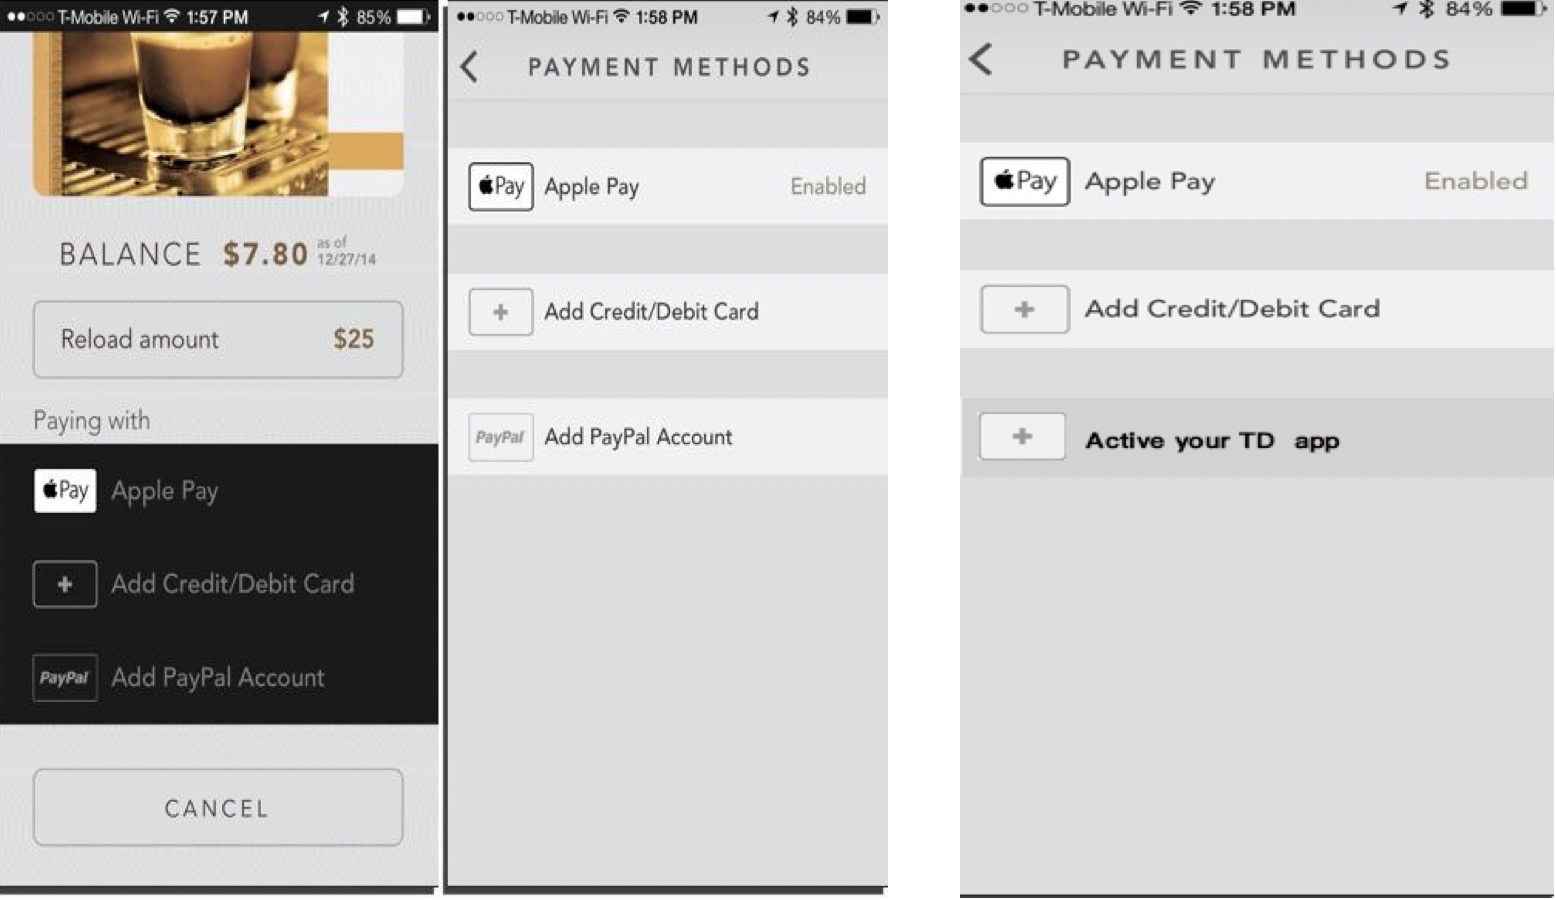 T-Mobile Wi-Fi 1:57 PM 85%
BALANCE $7.80 as of
12/27/14
Reload amount $25
Paying with
Pay Apple Pay
+ Add Credit/Debit Card
PayPal Add PayPal Account
CANCEL
T-Mobile Wi-Fi 1:58 PM 84%
PAYMENT METHODS
Pay Apple Pay Enabled
+ Add Credit/Debit Card
PayPal Add PayPal Account
T-Mobile Wi-Fi 1:58 PM 84%
PAYMENT METHODS
Pay Apple Pay Enabled
+ Add Credit/Debit Card
+ Active your TD app